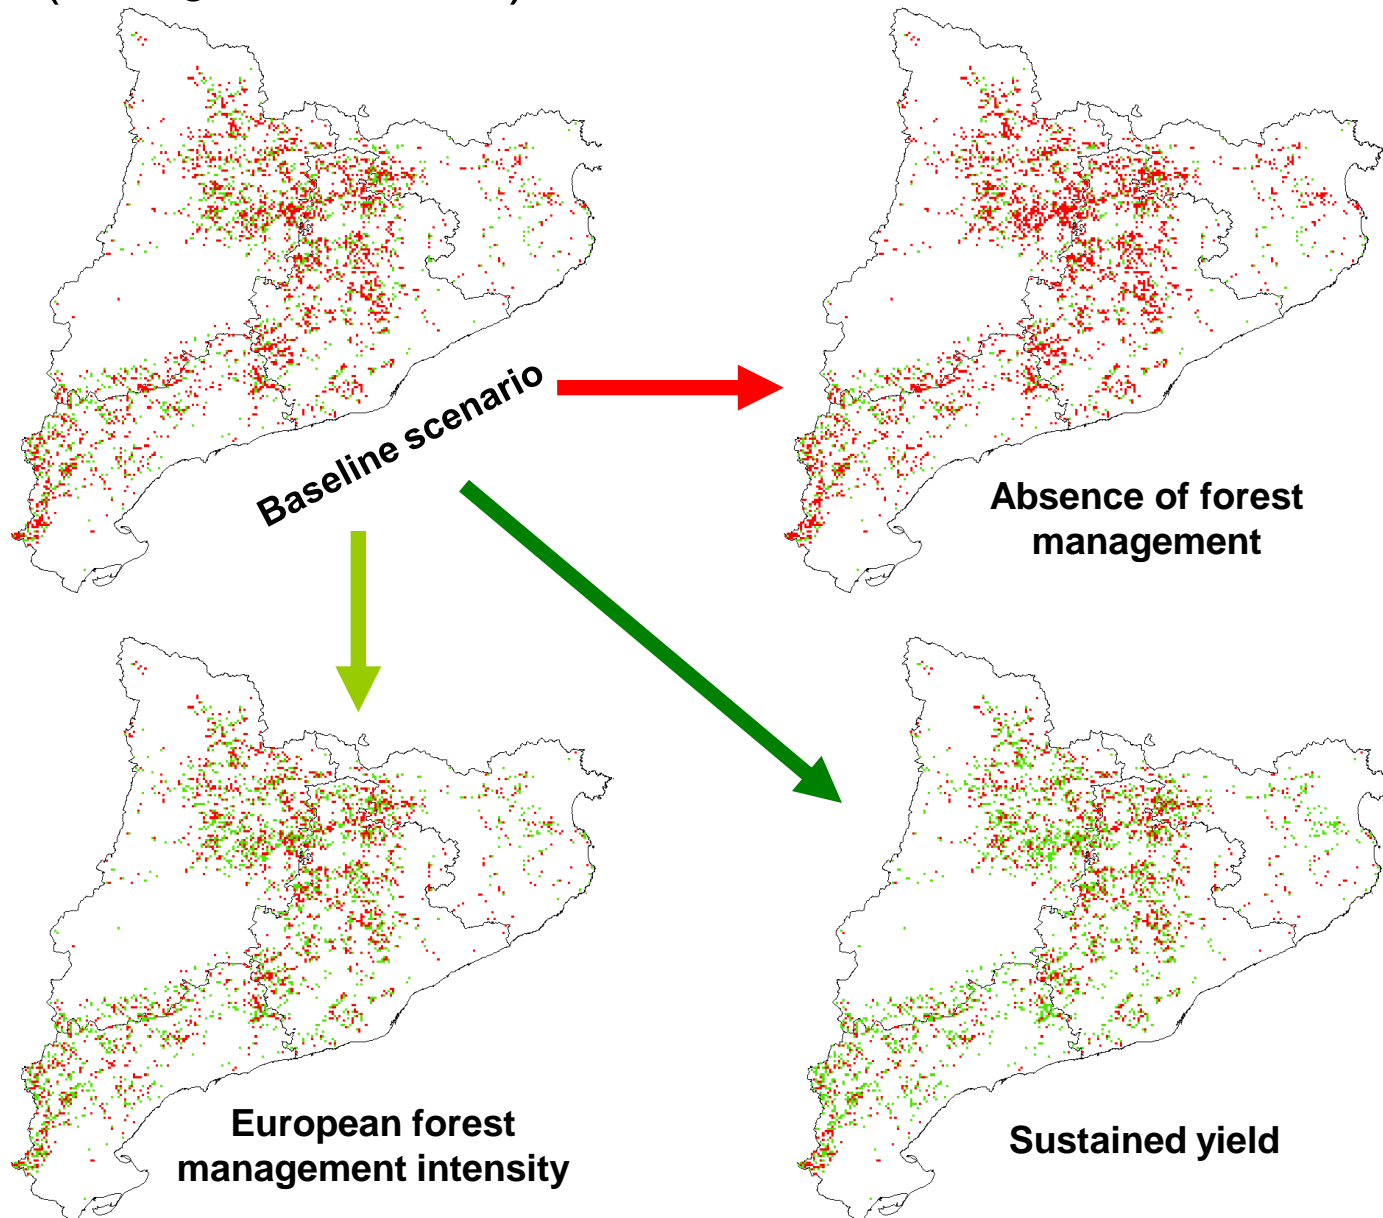 Baseline scenario
Absence of forest
management
European forest
management intensity
Sustained yield